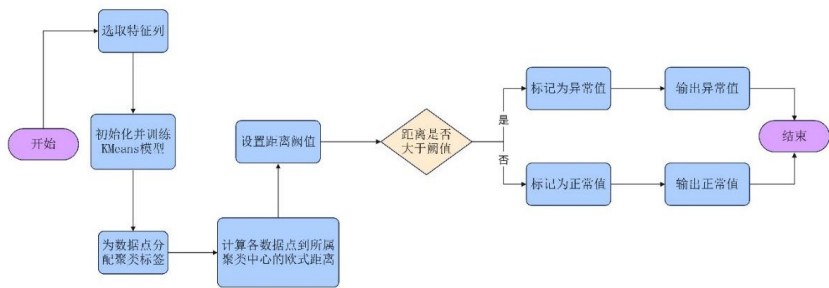 开始
选取特征列
初始化并训练
KMeans模型
为数据点分
配聚类标签
计算各数据点到所属
聚类中心的欧式距离
设置距离阈值
距离是否
大于阈值
是
标记为异常值
输出异常值
否
标记为正常值
输出正常值
结束